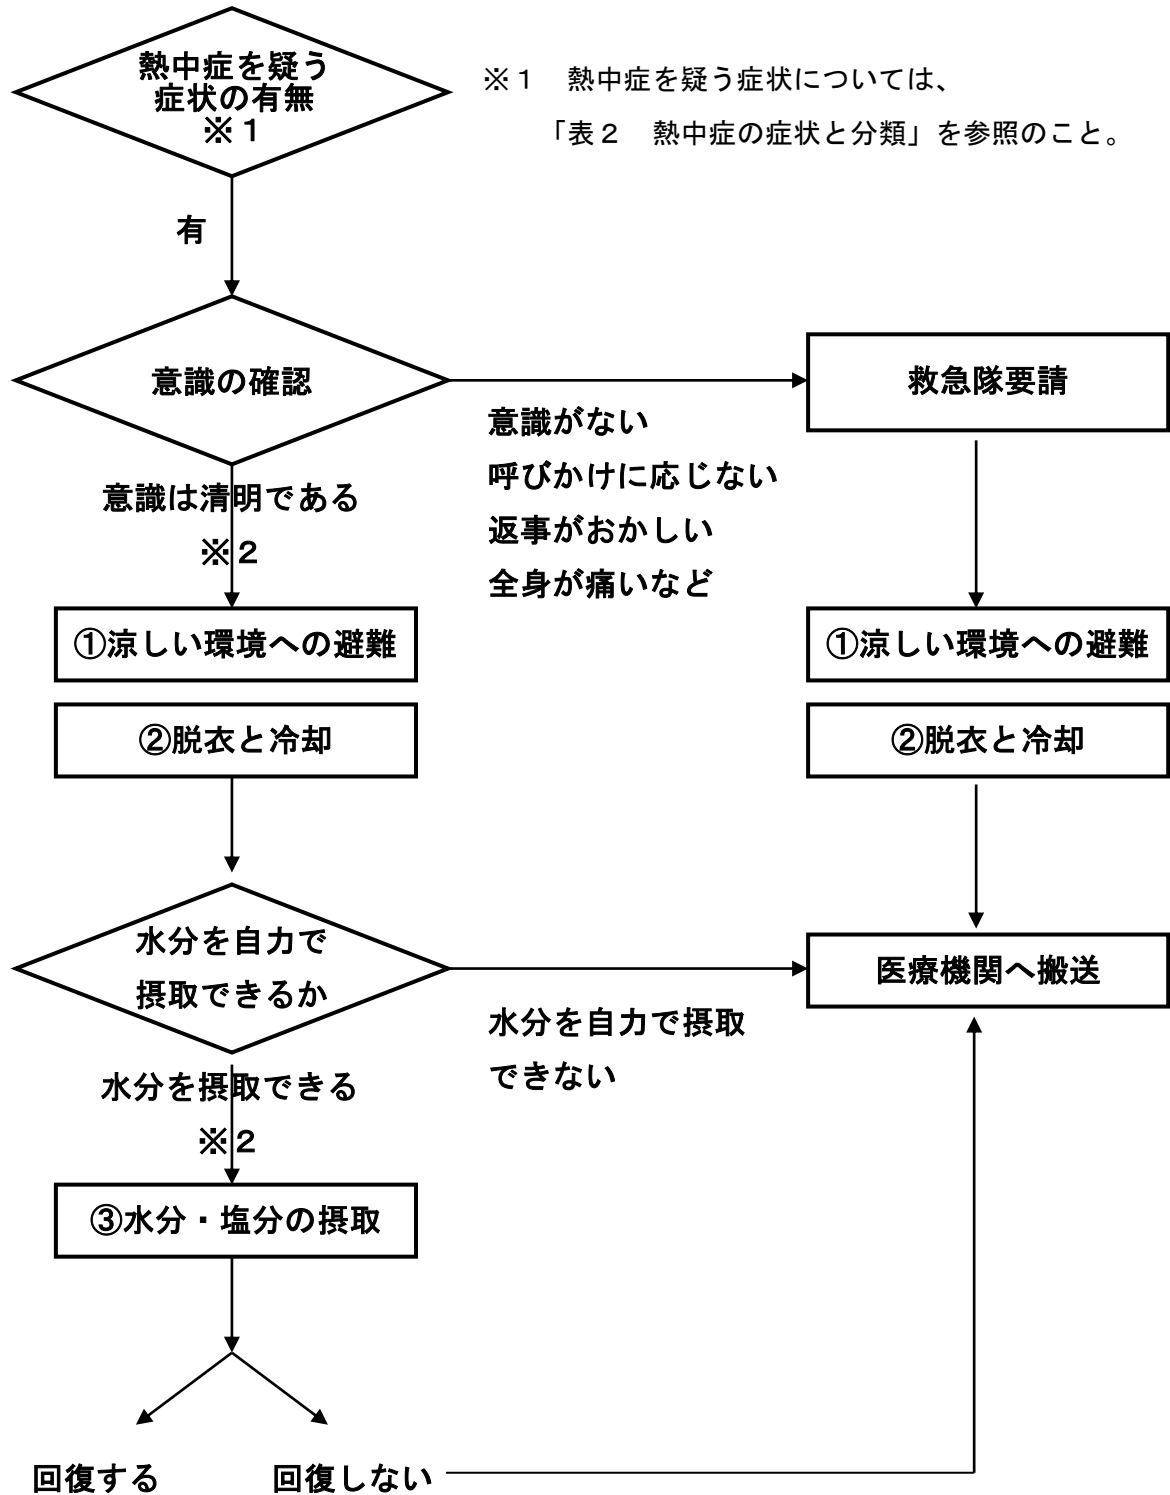 熱中症を疑う
症状の有無
※１
※１　熱中症を疑う症状については、
「表２　熱中症の症状と分類」を参照のこと。
有
意識の確認
救急隊要請
意識がない
呼びかけに応じない
返事がおかしい
全身が痛いなど
意識は清明である
※２
①涼しい環境への避難
①涼しい環境への避難
②脱衣と冷却
②脱衣と冷却
水分を自力で
摂取できるか
医療機関へ搬送
水分を自力で摂取
できない
水分を摂取できる
※２
③水分・塩分の摂取
回復する
回復しない